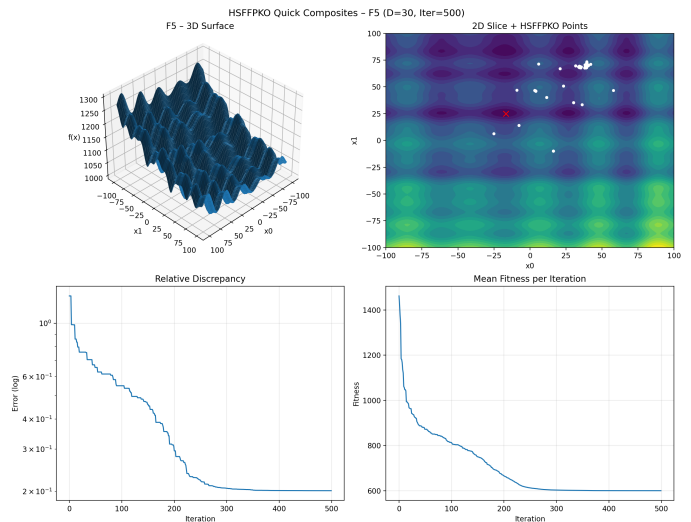 HSFFPKO Quick Composites – F5 (D=30, Iter=500)
F5 – 3D Surface
1300
1250
1200
1150
1100
1050
1000
f(x)
−100
−75
−50
−25
0
25
50
75
100
x1
−100
−75
−50
−25
0
25
50
75
100
x0
2D Slice + HSFFPKO Points
100
75
50
25
0
−25
−50
−75
−100
x1
−100 −75 −50 −25 0 25 50 75 100
x0
Relative Discrepancy
10⁰
6 × 10⁻¹
4 × 10⁻¹
3 × 10⁻¹
2 × 10⁻¹
Error (log)
0 100 200 300 400 500
Iteration
Mean Fitness per Iteration
1400
1200
1000
800
600
Fitness
0 100 200 300 400 500
Iteration